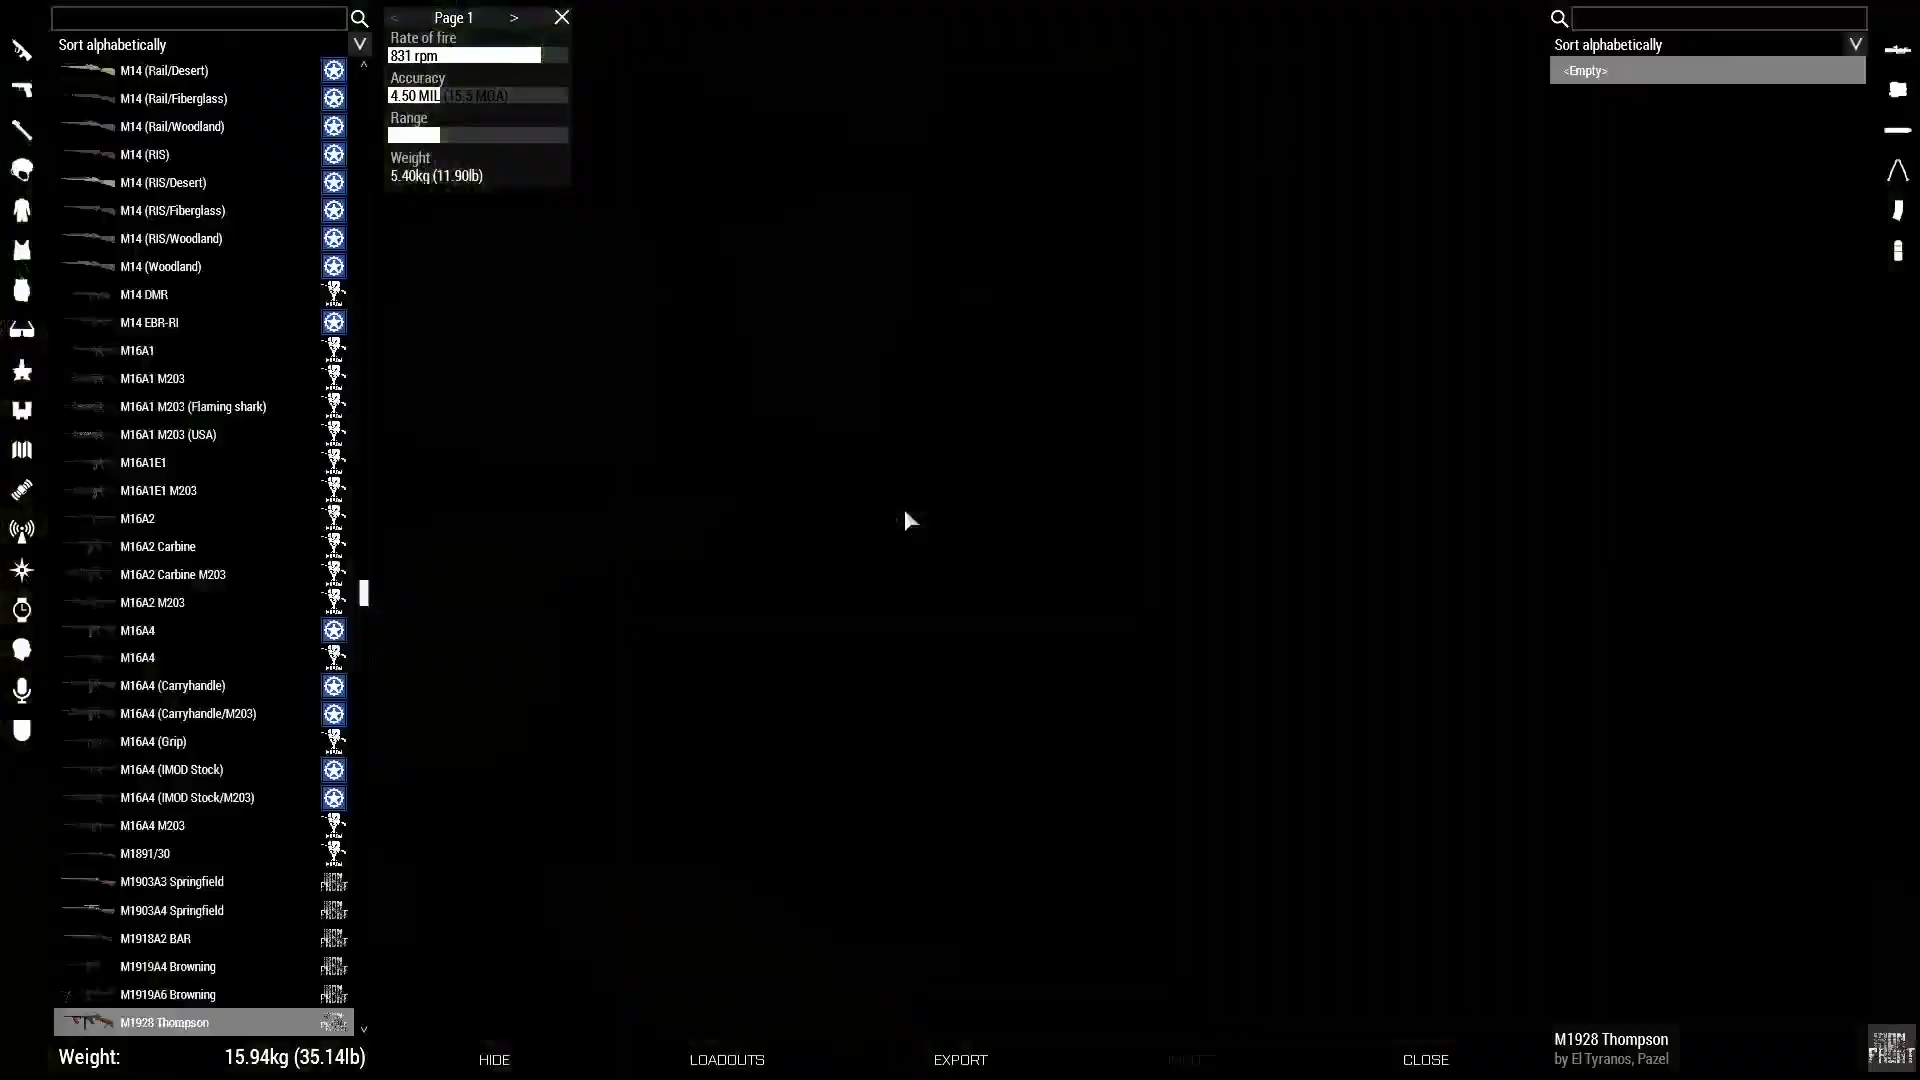 Sort alphabetically
M14 (Rail/Desert)
M14 (Rail/Fiberglass)
M14 (Rail/Woodland)
M14 (RIS)
M14 (RIS/Desert)
M14 (RIS/Fiberglass)
M14 (RIS/Woodland)
M14 (Woodland)
M14 DMR
M14 EBR-RI
M16A1
M16A1 M203
M16A1 M203 (Flaming shark)
M16A1 M203 (USA)
M16A1E1
M16A1E1 M203
M16A2
M16A2 Carbine
M16A2 Carbine M203
M16A2 M203
M16A4
M16A4
M16A4 (Carryhandle)
M16A4 (Carryhandle/M203)
M16A4 (Grip)
M16A4 (IMOD Stock)
M16A4 (IMOD Stock/M203)
M16A4 M203
M1891/30
M1903A3 Springfield
M1903A4 Springfield
M1918A2 BAR
M1919A4 Browning
M1919A6 Browning
M1928 Thompson
Weight: 15.94kg (35.14lb)
< Page 1 >
Rate of fire
831 rpm
Accuracy
4.50 MIL (15.5 MOA)
Range
Weight
5.40kg (11.90lb)
Sort alphabetically
<Empty>
HIDE
LOADOUTS
EXPORT
CLOSE
M1928 Thompson
by El Tyranos, Pazel